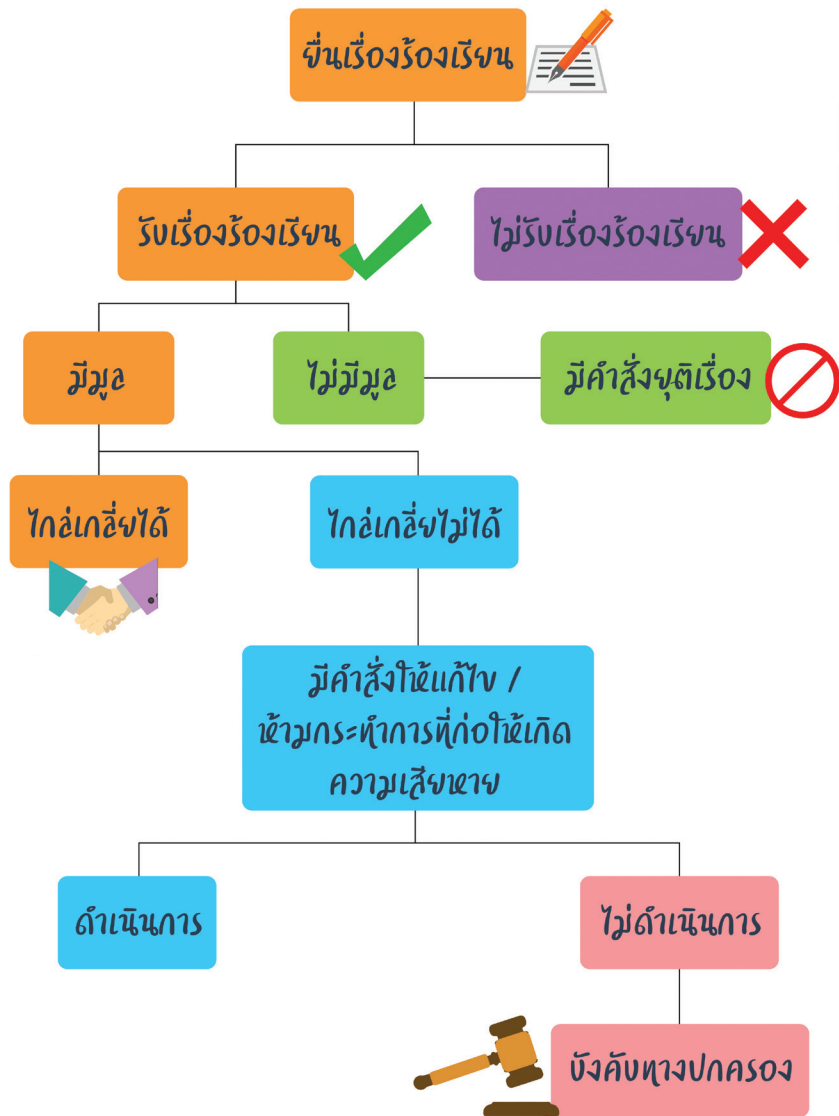 ยื่นเรื่องร้องเรียน
รับเรื่องร้องเรียน
ไม่รับเรื่องร้องเรียน
มีมูล
ไม่มีมูล
มีคำสั่งยุติเรื่อง
ไกล่เกลี่ยได้
ไกล่เกลี่ยไม่ได้
มีคำสั่งให้แก้ไข /
ห้ามกระทำการที่ก่อให้เกิด
ความเสียหาย
ดำเนินการ
ไม่ดำเนินการ
บังคับทางปกครอง